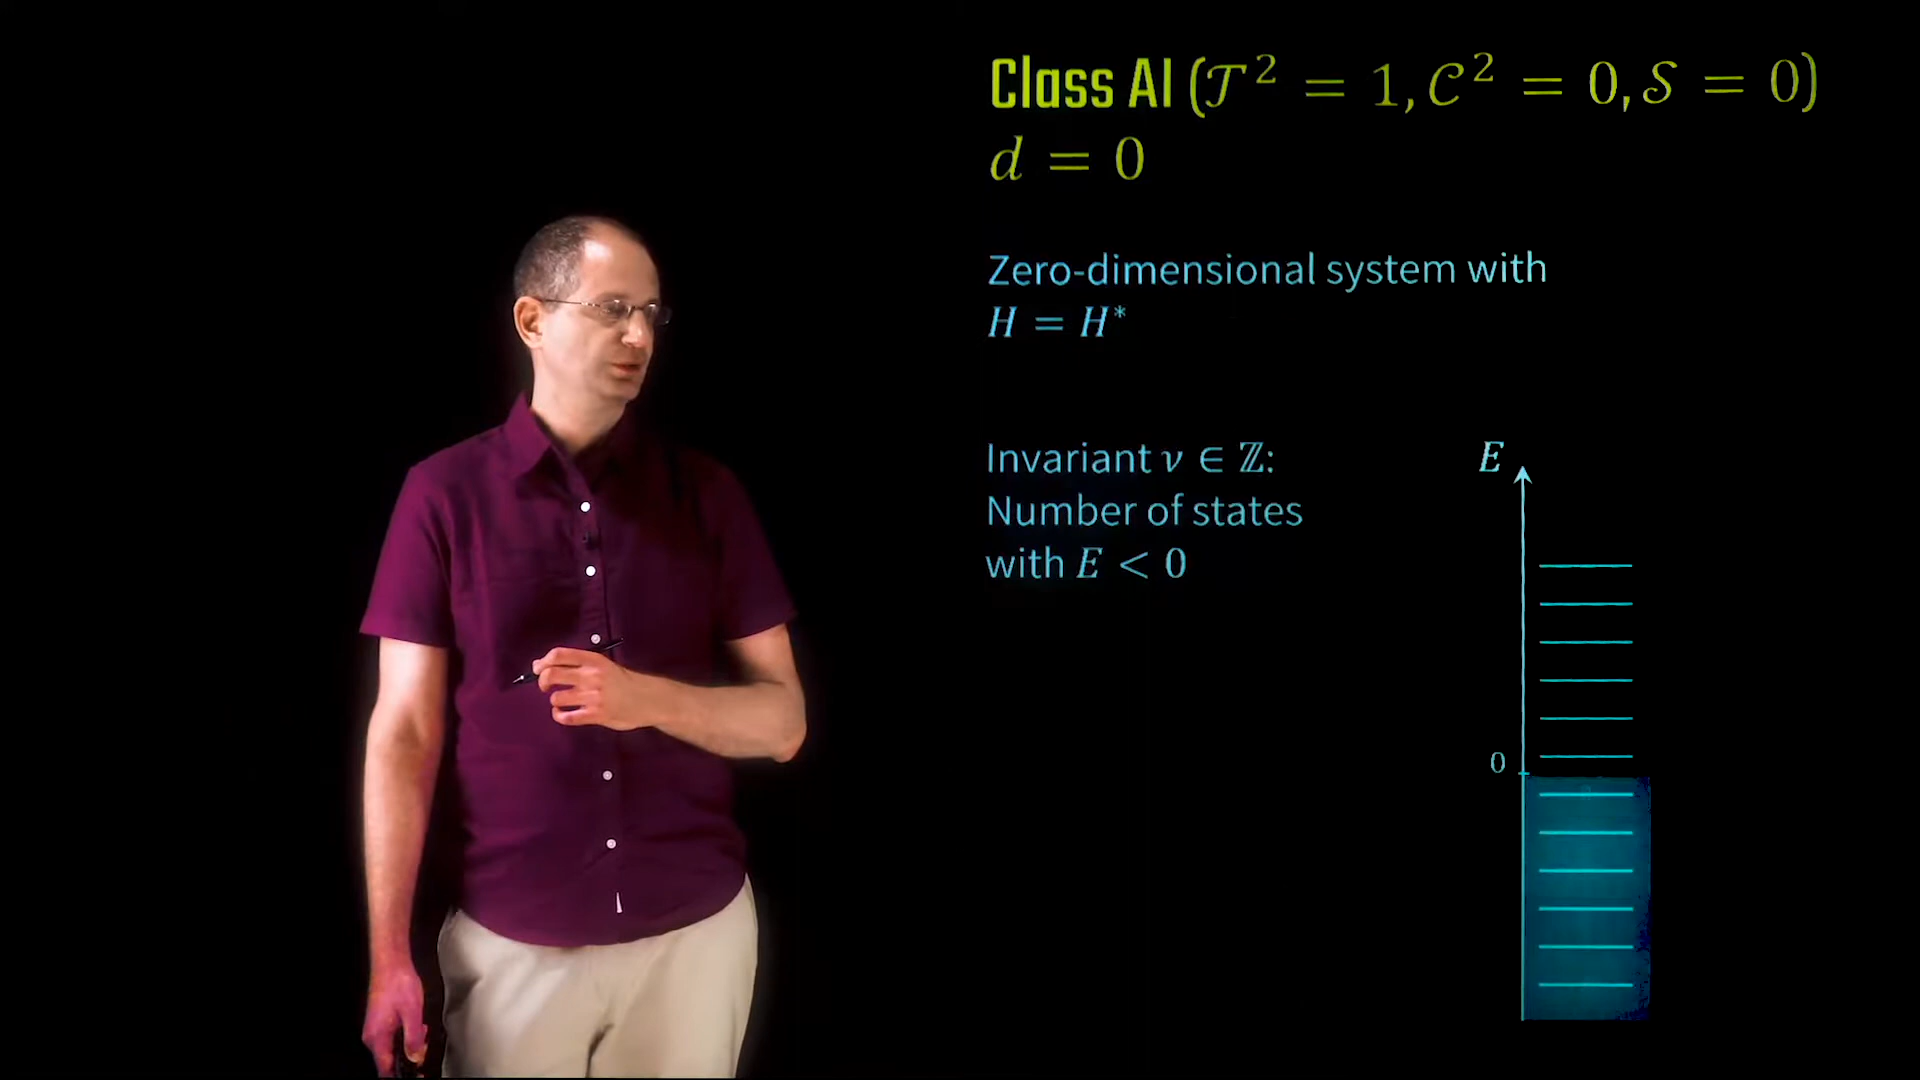 Class AI (𝒯² = 1, 𝒞² = 0, 𝒮 = 0)
d = 0
Zero-dimensional system with
H = H*
Invariant ν ∈ ℤ:
Number of states
with E < 0
E
0